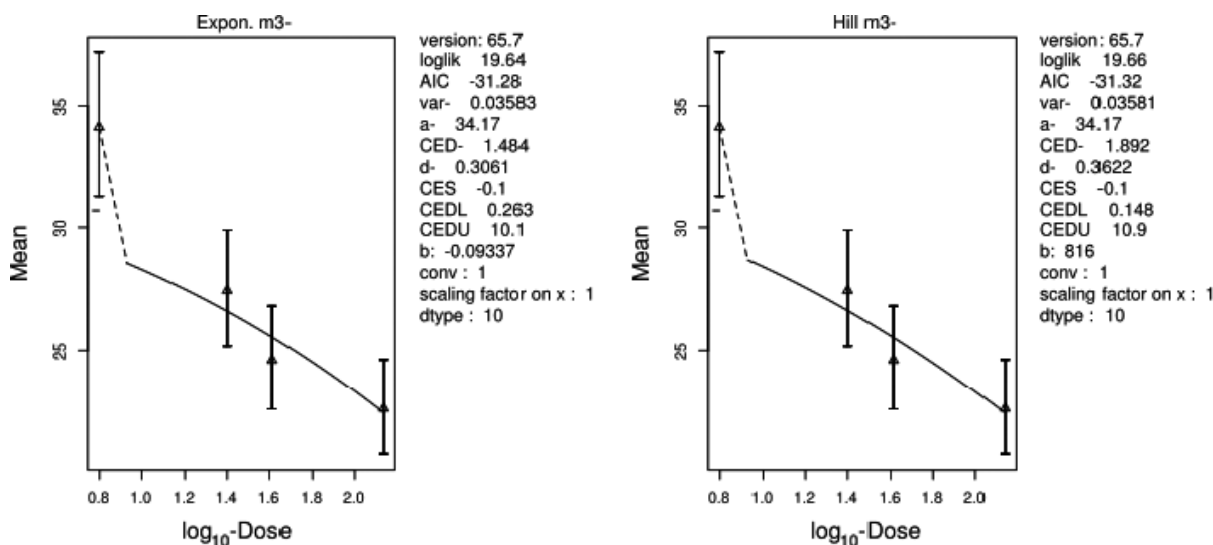 Expon. m3-
version: 65.7
loglik 19.64
AIC -31.28
var- 0.03583
a- 34.17
CED- 1.484
d- 0.3061
CES -0.1
CEDL 0.263
CEDU 10.1
b: -0.09337
conv : 1
scaling factor on x : 1
dtype : 10
Mean
35
30
25
0.8 1.0 1.2 1.4 1.6 1.8 2.0
log10-Dose
Hill m3-
version: 65.7
loglik 19.66
AIC -31.32
var- 0.03581
a- 34.17
CED- 1.892
d- 0.3622
CES -0.1
CEDL 0.148
CEDU 10.9
b: 816
conv : 1
scaling factor on x : 1
dtype : 10
Mean
35
30
25
0.8 1.0 1.2 1.4 1.6 1.8 2.0
log10-Dose